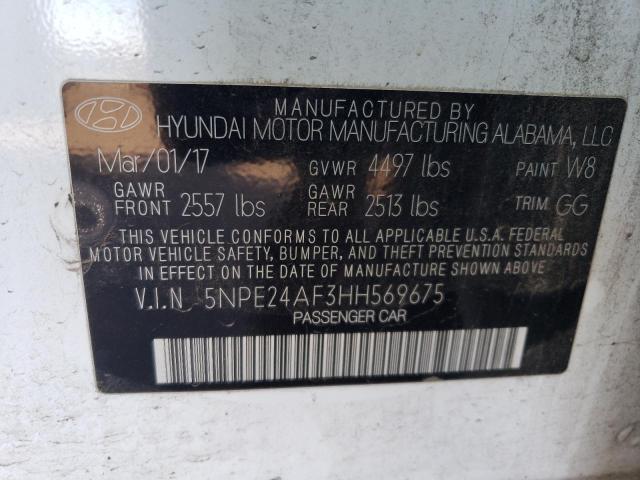 MANUFACTURED BY
HYUNDAI MOTOR MANUFACTURING ALABAMA, LLC
Mar/01/17 GVWR 4497 lbs PAINT W8
GAWR FRONT 2557 lbs GAWR REAR 2513 lbs TRIM GG
THIS VEHICLE CONFORMS TO ALL APPLICABLE U.S.A. FEDERAL
MOTOR VEHICLE SAFETY, BUMPER, AND THEFT PREVENTION STANDARDS
IN EFFECT ON THE DATE OF MANUFACTURE SHOWN ABOVE
V.I.N 5NPE24AF3HH569675
PASSENGER CAR